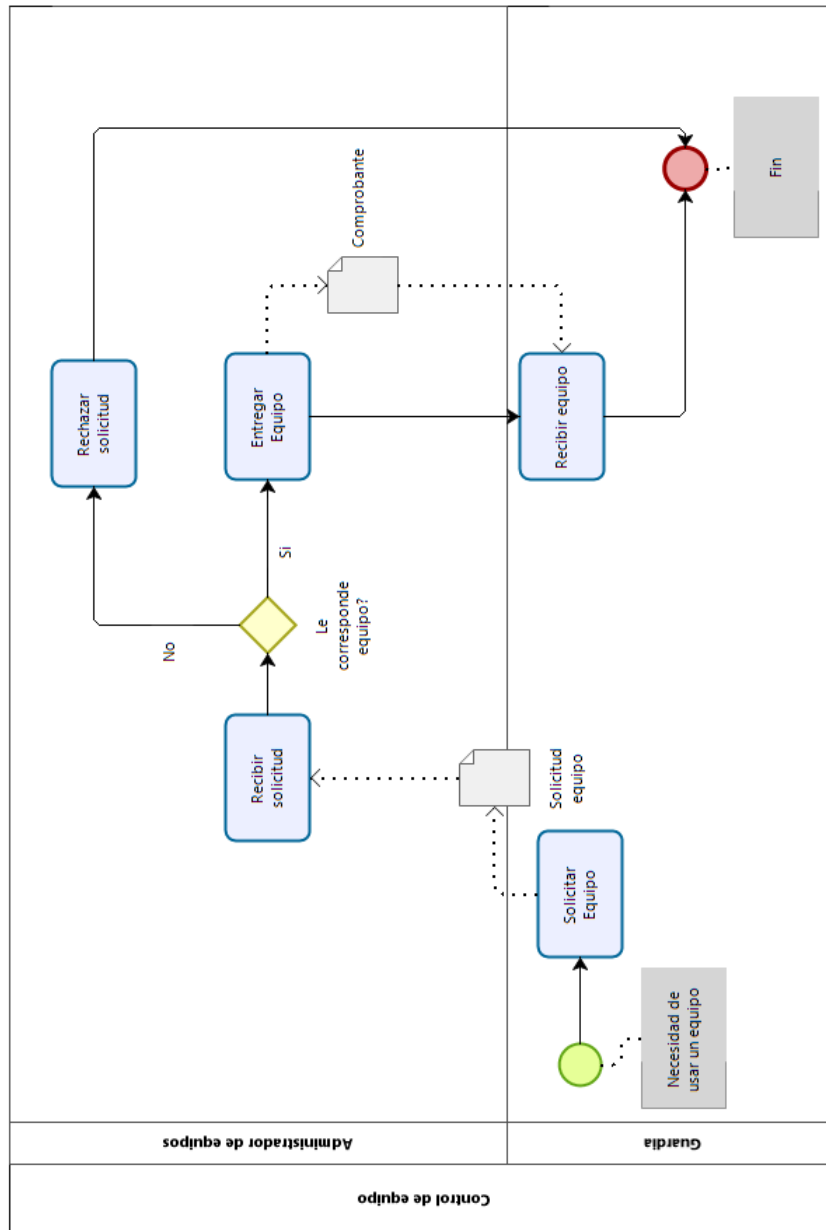 Control de equipo
Administrador de equipos
Guardia
Necesidad de
usar un equipo
Solicitar
Equipo
Solicitud
equipo
Recibir
solicitud
Le
corresponde
equipo?
No
Si
Rechazar
solicitud
Entregar
Equipo
Comprobante
Recibir equipo
Fin